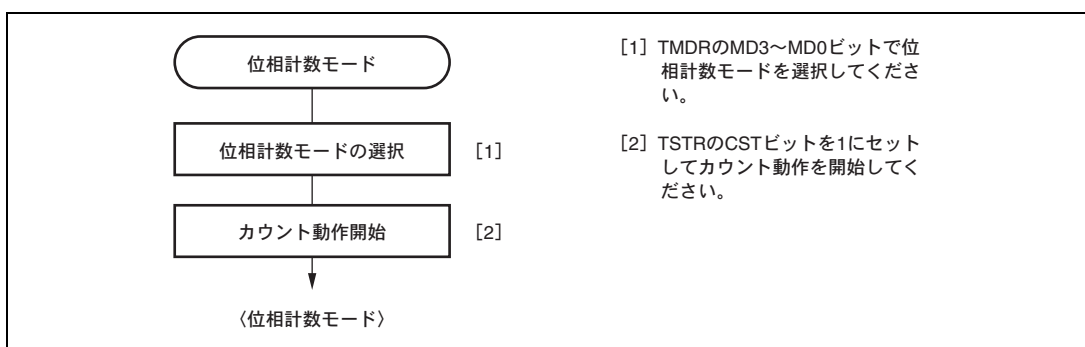 位相計数モード
位相計数モードの選択 [1]
カウント動作開始 [2]
〈位相計数モード〉
[1] TMDRのMD3～MD0ビットで位
相計数モードを選択してくださ
い。
[2] TSTRのCSTビットを1にセット
してカウント動作を開始してく
ださい。